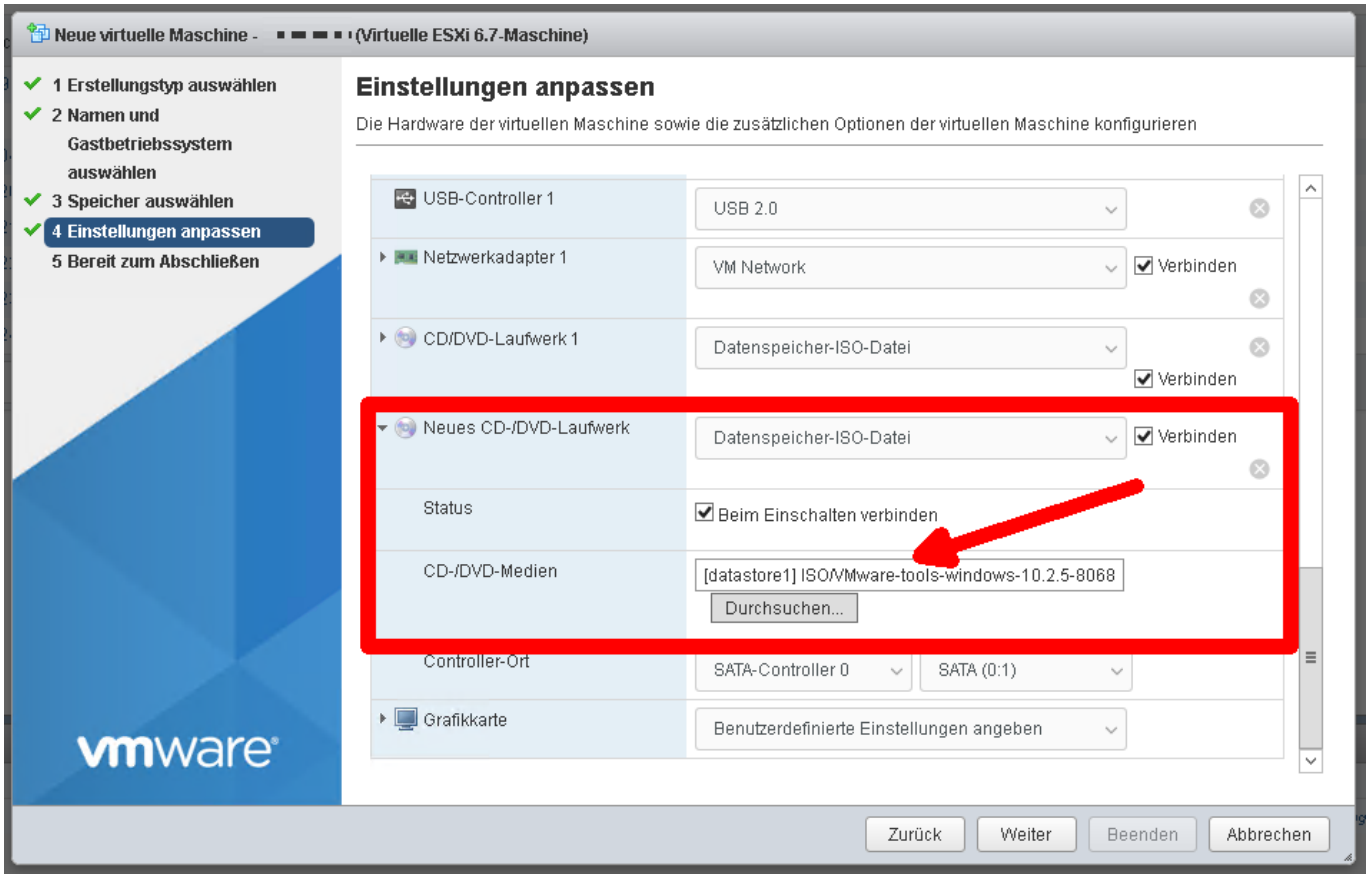 Neue virtuelle Maschine - (Virtuelle ESXi 6.7-Maschine)
1 Erstellungstyp auswählen
2 Namen und
Gastbetriebssystem
auswählen
3 Speicher auswählen
4 Einstellungen anpassen
5 Bereit zum Abschließen
vmware®
Einstellungen anpassen
Die Hardware der virtuellen Maschine sowie die zusätzlichen Optionen der virtuellen Maschine konfigurieren
USB-Controller 1 USB 2.0
Netzwerkadapter 1 VM Network Verbinden
CD/DVD-Laufwerk 1 Datenspeicher-ISO-Datei
Verbinden
Neues CD-/DVD-Laufwerk Datenspeicher-ISO-Datei Verbinden
Status Beim Einschalten verbinden
CD-/DVD-Medien [datastore1] ISO/VMware-tools-windows-10.2.5-8068
Durchsuchen...
Controller-Ort SATA-Controller 0 SATA (0:1)
Grafikkarte Benutzerdefinierte Einstellungen angeben
Zurück Weiter Beenden Abbrechen